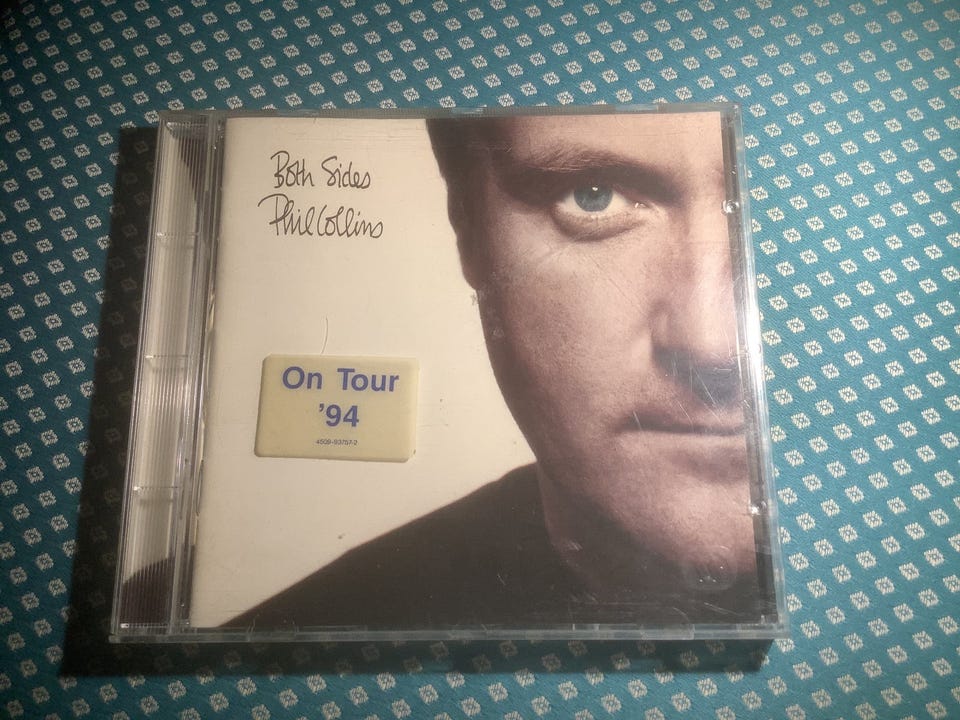 Both Sides
Phil Collins
On Tour
’94
4509-93757-2